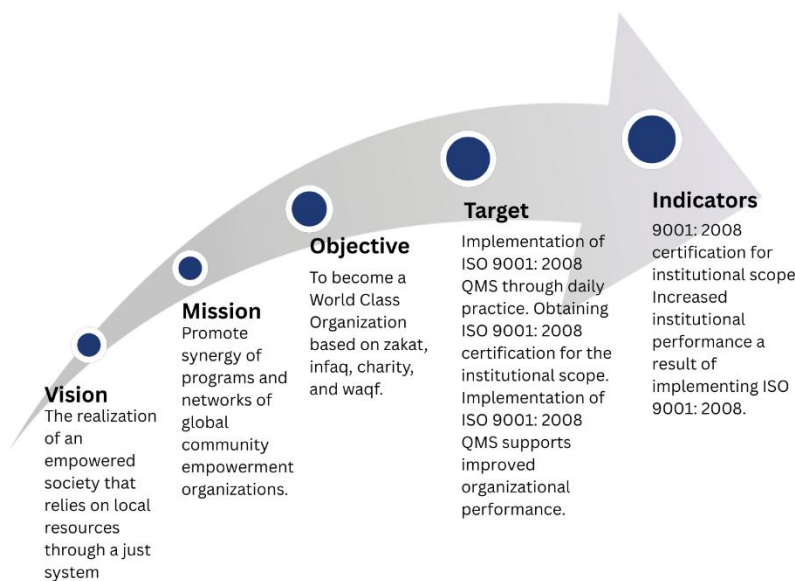 Vision
The realization
of an
empowered
society that
relies on local
resources
through a just
system
Mission
Promote
synergy of
programs and
networks of
global
community
empowerment
organizations.
Objective
To become a
World Class
Organization
based on zakat,
infaq, charity,
and waqf.
Target
Implementation of
ISO 9001: 2008
QMS through daily
practice. Obtaining
ISO 9001: 2008
certification for the
institutional scope.
Implementation of
ISO 9001: 2008
QMS supports
improved
organizational
performance.
Indicators
9001: 2008
certification for
institutional scope
Increased
institutional
performance a
result of
implementing ISO
9001: 2008.